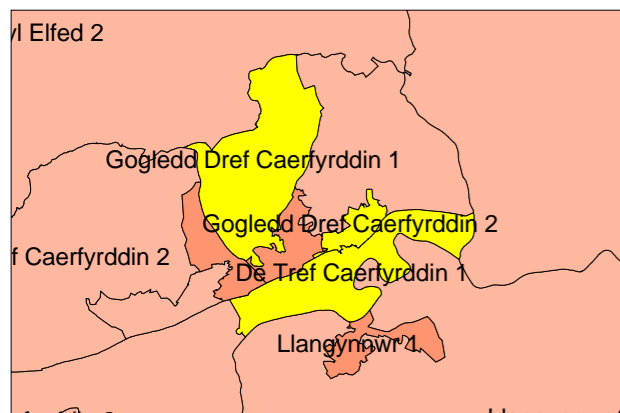 yl Elfed 2
Gogledd Dref Caerfyrddin 1
Gogledd Dref Caerfyrddin 2
f Caerfyrddin 2
De Tref Caerfyrddin 1
Llangynnwr 1